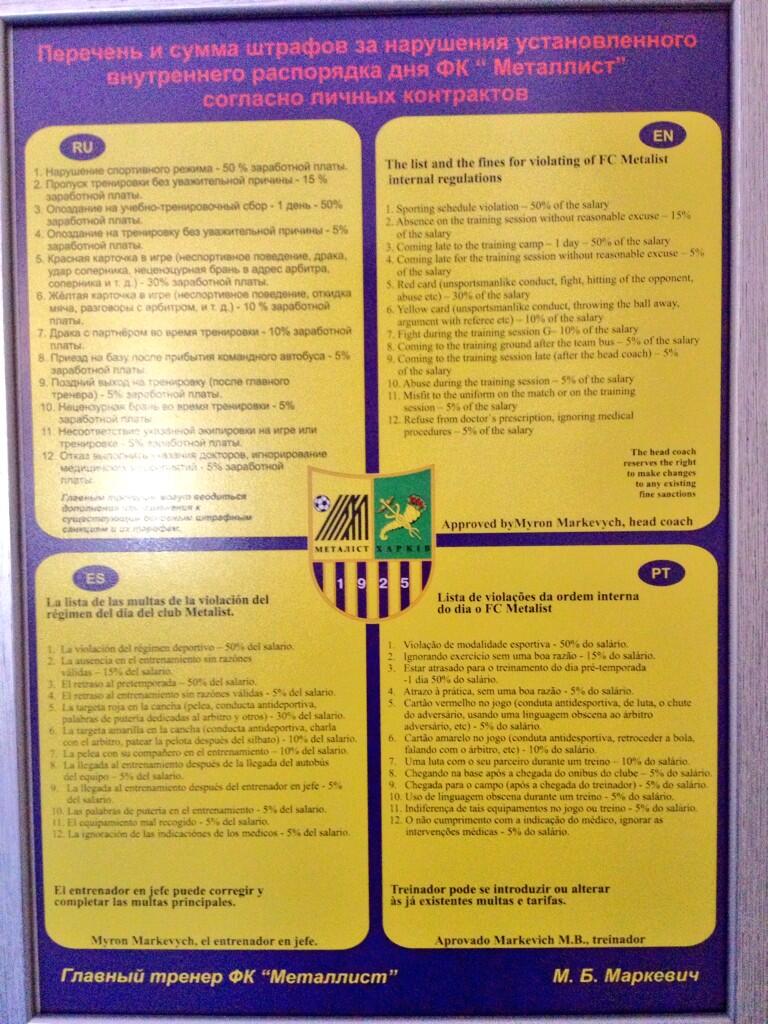 Перечень и сумма штрафов за нарушения установленного
внутреннего распорядка дня ФК “ Металлист”
согласно личных контрактов
RU
1. Нарушение спортивного режима - 50 % заработной платы.
2. Пропуск тренировки без уважительной причины - 15 %
заработной платы.
3. Опоздание на учебно-тренировочный сбор - 1 день - 50%
заработной платы.
4. Опоздание на тренировку без уважительной причины - 5%
заработной платы.
5. Красная карточка в игре (неспортивное поведение, драка,
удар соперника, нецензурная брань в адрес арбитра,
соперника и т. д.) - 30% заработной платы.
6. Жёлтая карточка в игре (неспортивное поведение, откидка
мяча, разговоры с арбитром, и т. д.) - 10 % заработной
платы.
7. Драка с партнёром во время тренировки - 10% заработной
платы.
8. Приезд на базу после прибытия командного автобуса - 5%
заработной платы.
9. Поздний выход на тренировку (после главного
тренера) - 5% заработной платы.
10. Нецензурная брань во время тренировки - 5%
заработной платы.
11. Несоответствие указанной экипировки на игре или
тренировке - 5% заработной платы.
12. Отказ выполнить указания докторов, игнорирование
медицинских - 5% заработной
платы.
Главным тренером могут вводиться
к
существующим штрафным
санкциям и их
EN
The list and the fines for violating of FC Metalist
internal regulations
1. Sporting schedule violation – 50% of the salary
2. Absence on the training session without reasonable excuse – 15%
of the salary
3. Coming late to the training camp – 1 day – 50% of the salary
4. Coming late for the training session without reasonable excuse – 5%
of the salary
5. Red card (unsportsmanlike conduct, fight, hitting of the opponent,
abuse etc) – 30% of the salary
6. Yellow card (unsportsmanlike conduct, throwing the ball away,
argument with referee etc) – 10% of the salary
7. Fight during the training session G– 10% of the salary
8. Coming to the training ground after the team bus – 5% of the salary
9. Coming to the training session late (after the head coach) – 5%
of the salary
10. Abuse during the training session – 5% of the salary
11. Misfit to the uniform on the match or on the training
session – 5% of the salary
12. Refuse from doctor's prescription, ignoring medical
procedures – 5% of the salary
The head coach
reserves the right
to make changes
to any existing
fine sanctions
Approved byMyron Markevych, head coach
МЕТАЛІСТ ХАРКІВ
1925
ES
La lista de las multas de la violación del
régimen del día del club Metalist.
1. La violación del régimen deportivo – 50% del salario.
2. La ausencia en el entrenamiento sin razónes
válidas – 15% del salario.
3. El retraso al pretemporada – 50% del salario.
4. El retraso al entrenamiento sin razónes válidas - 5% del salario.
5. La targeta roja en la cancha (pelea, conducta antideportiva,
palabras de puteria dedicadas al arbitro y otros) - 30% del salario.
6. La targeta amarilla en la cancha (conducta antideportiva, charla
con el arbitro, patear la pelota después del silbato) - 10% del salario.
7. La pelea con su compañero en el entrenamiento – 10% del salario.
8. La llegada al entrenamiento después de la llegada del autobús
del equipo – 5% del salario.
9. La llegada al entrenamiento después del entrenador en jefe - 5%
del salario.
10. Las palabras de puteria en el entrenamiento - 5% del salario.
11. El equipamiento mal recogido - 5% del salario.
12. La ignoración de las indicaciónes de los medicos - 5% del salario.
El entrenador en jefe puede corregir y
completar las multas principales.
Myron Markevych, el entrenador en jefe.
PT
Lista de violações da ordem interna
do dia o FC Metalist
1. Violação de modalidade esportiva - 50% do salário.
2. Ignorando exercício sem uma boa razão - 15% do salário.
3. Estar atrasado para o treinamento do dia pré-temporada
-1 dia 50% do salário.
4. Atrazo à prática, sem uma boa razão - 5% do salário.
5. Cartão vermelho no jogo (conduta antidesportiva, de luta, o chute
do adversário, usando uma linguagem obscena ao árbitro
adversário, etc) - 5% do salário.
6. Cartão amarelo no jogo (conduta antidesportiva, retroceder a bola,
falando com o árbitro, etc) - 10% do salário.
7. Uma luta com o seu parceiro durante um treino – 10% do salário.
8. Chegando na base após a chegada do onibus do clube – 5% do salário.
9. Chegada para o campo (após a chegada do treinador) - 5% do salário.
10. Uso de linguagem obscena durante um treino - 5% do salário.
11. Indiferença de tais equipamentos no jogo ou treino - 5% do salário.
12. O não cumprimento com a indicação do médico, ignorar as
intervenções médicas - 5% do salário.
Treinador pode se introduzir ou alterar
às já existentes multas e tarifas.
Aprovado Markevich M.B., treinador
Главный тренер ФК “Металлист”
М. Б. Маркевич